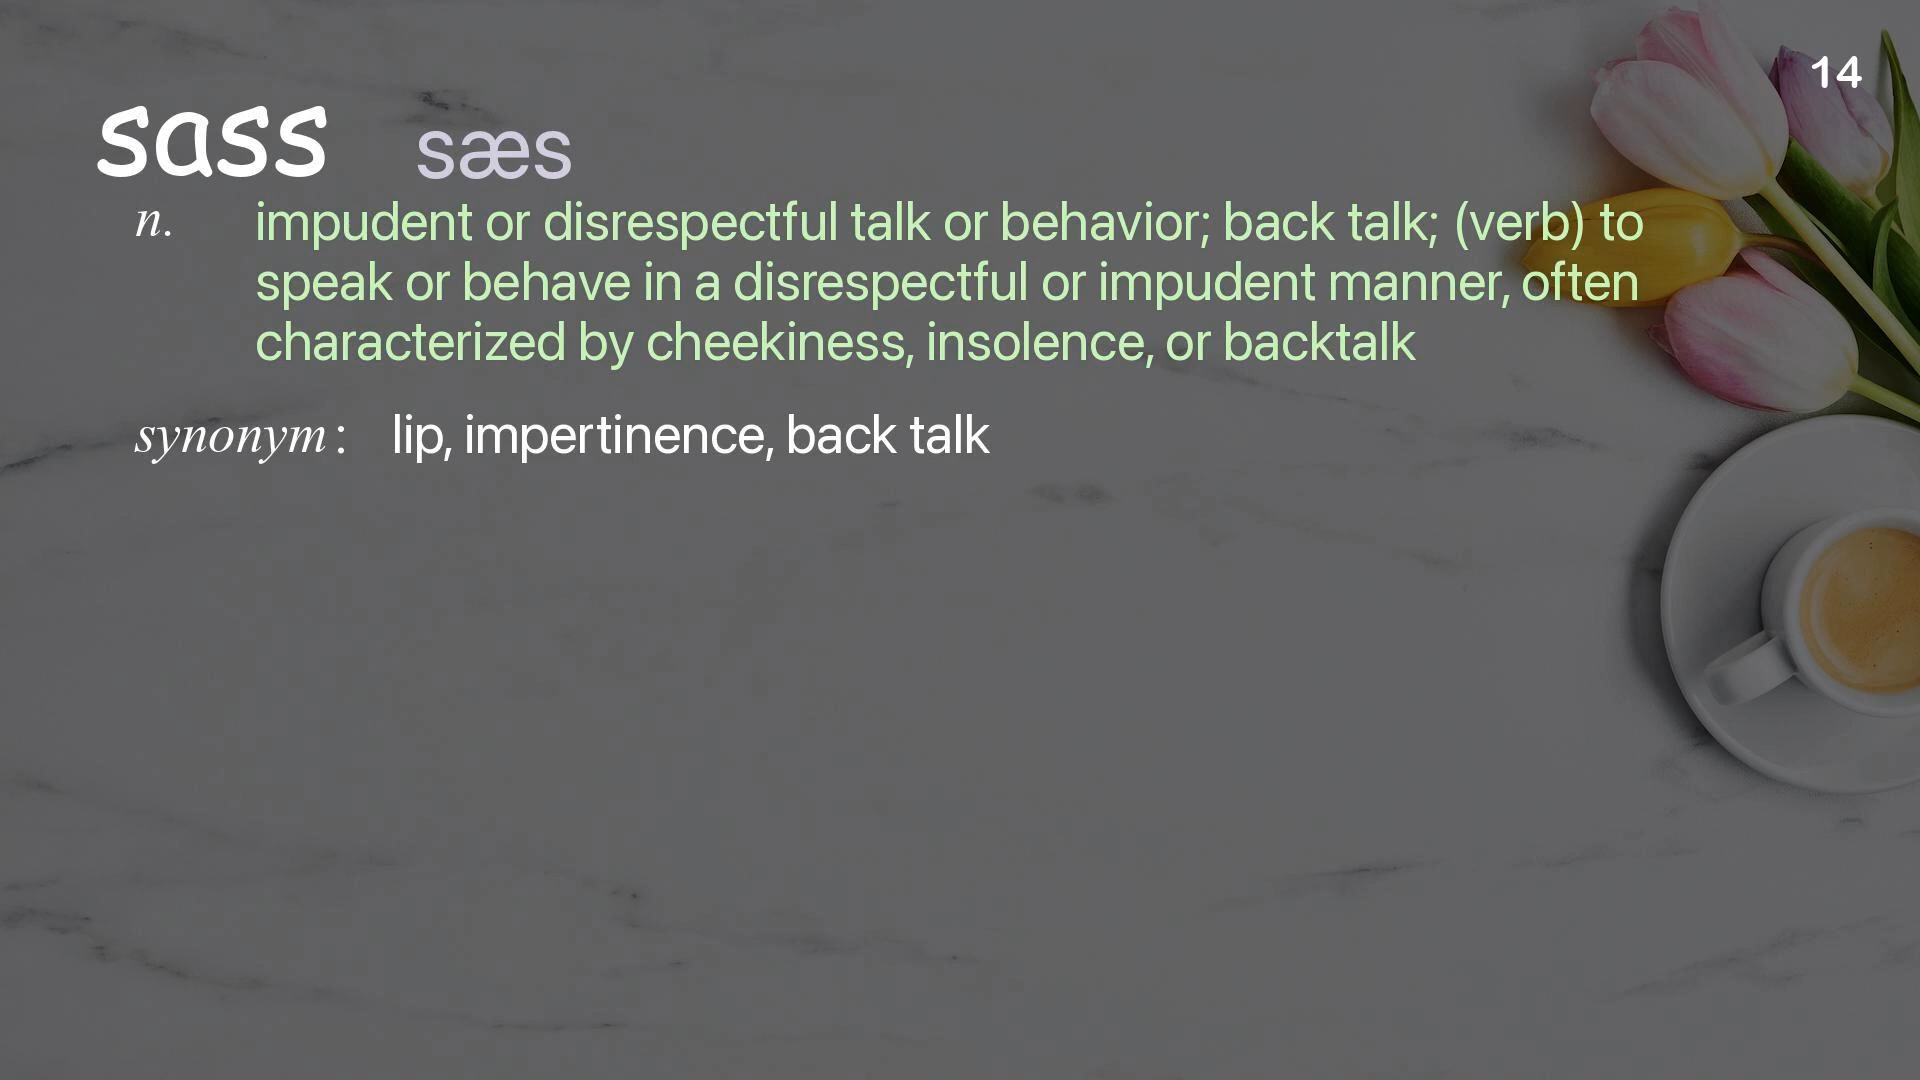 14
sass sæs
n. impudent or disrespectful talk or behavior; back talk; (verb) to
speak or behave in a disrespectful or impudent manner, often
characterized by cheekiness, insolence, or backtalk
synonym: lip, impertinence, back talk